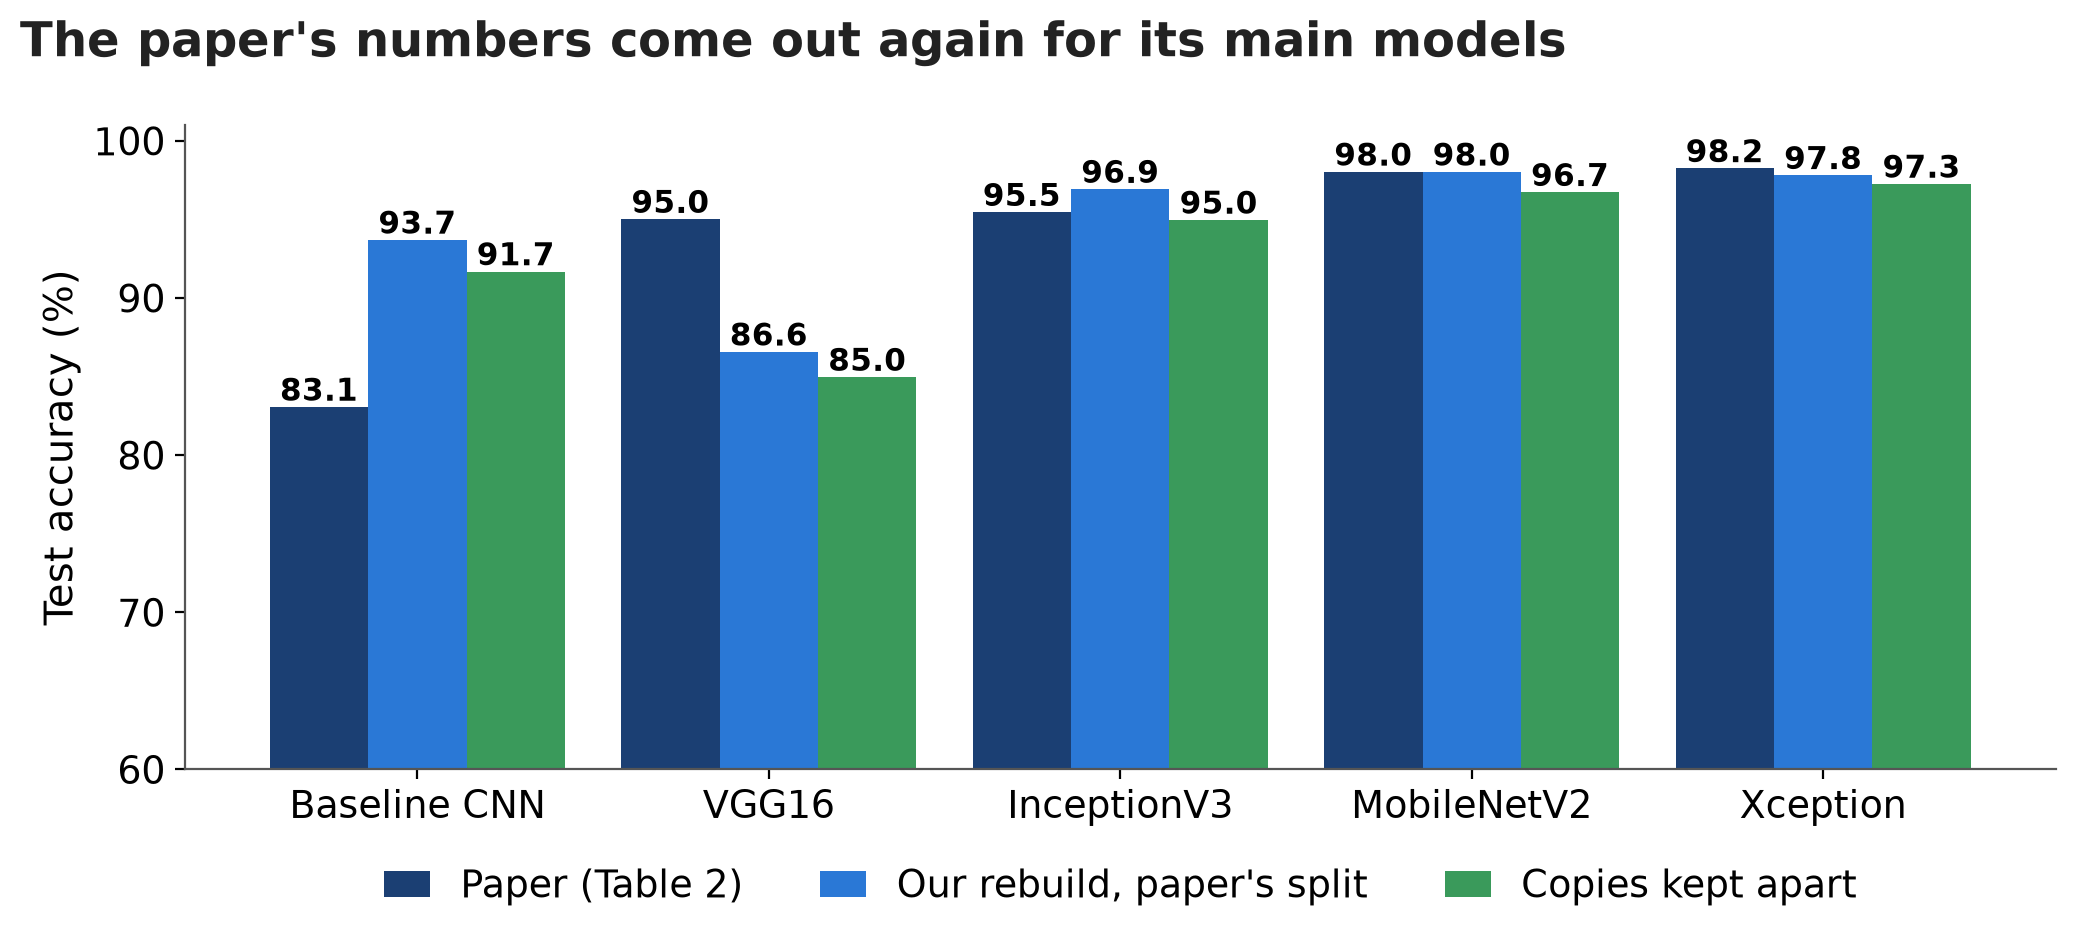 The paper's numbers come out again for its main models
Test accuracy (%)
100
90
80
70
60
83.1
93.7
91.7
95.0
86.6
85.0
95.5
96.9
95.0
98.0
98.0
96.7
98.2
97.8
97.3
Baseline CNN
VGG16
InceptionV3
MobileNetV2
Xception
Paper (Table 2)
Our rebuild, paper's split
Copies kept apart